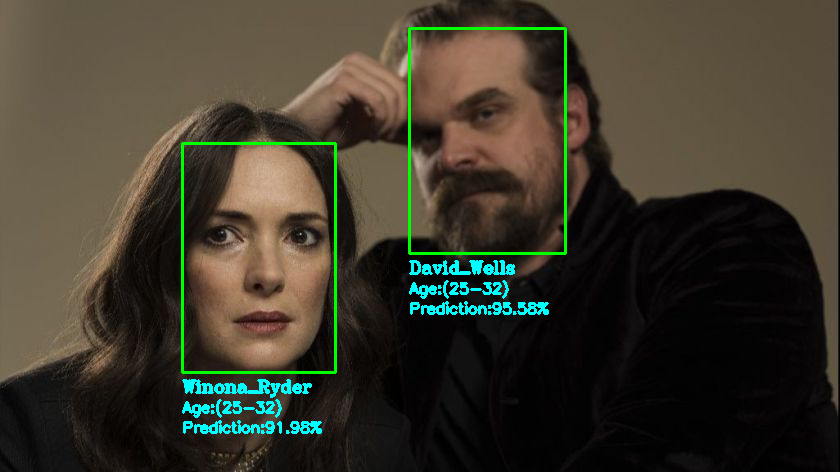 David_Wells
Age:(25-32)
Prediction:95.58%
Winona_Ryder
Age:(25-32)
Prediction:91.98%